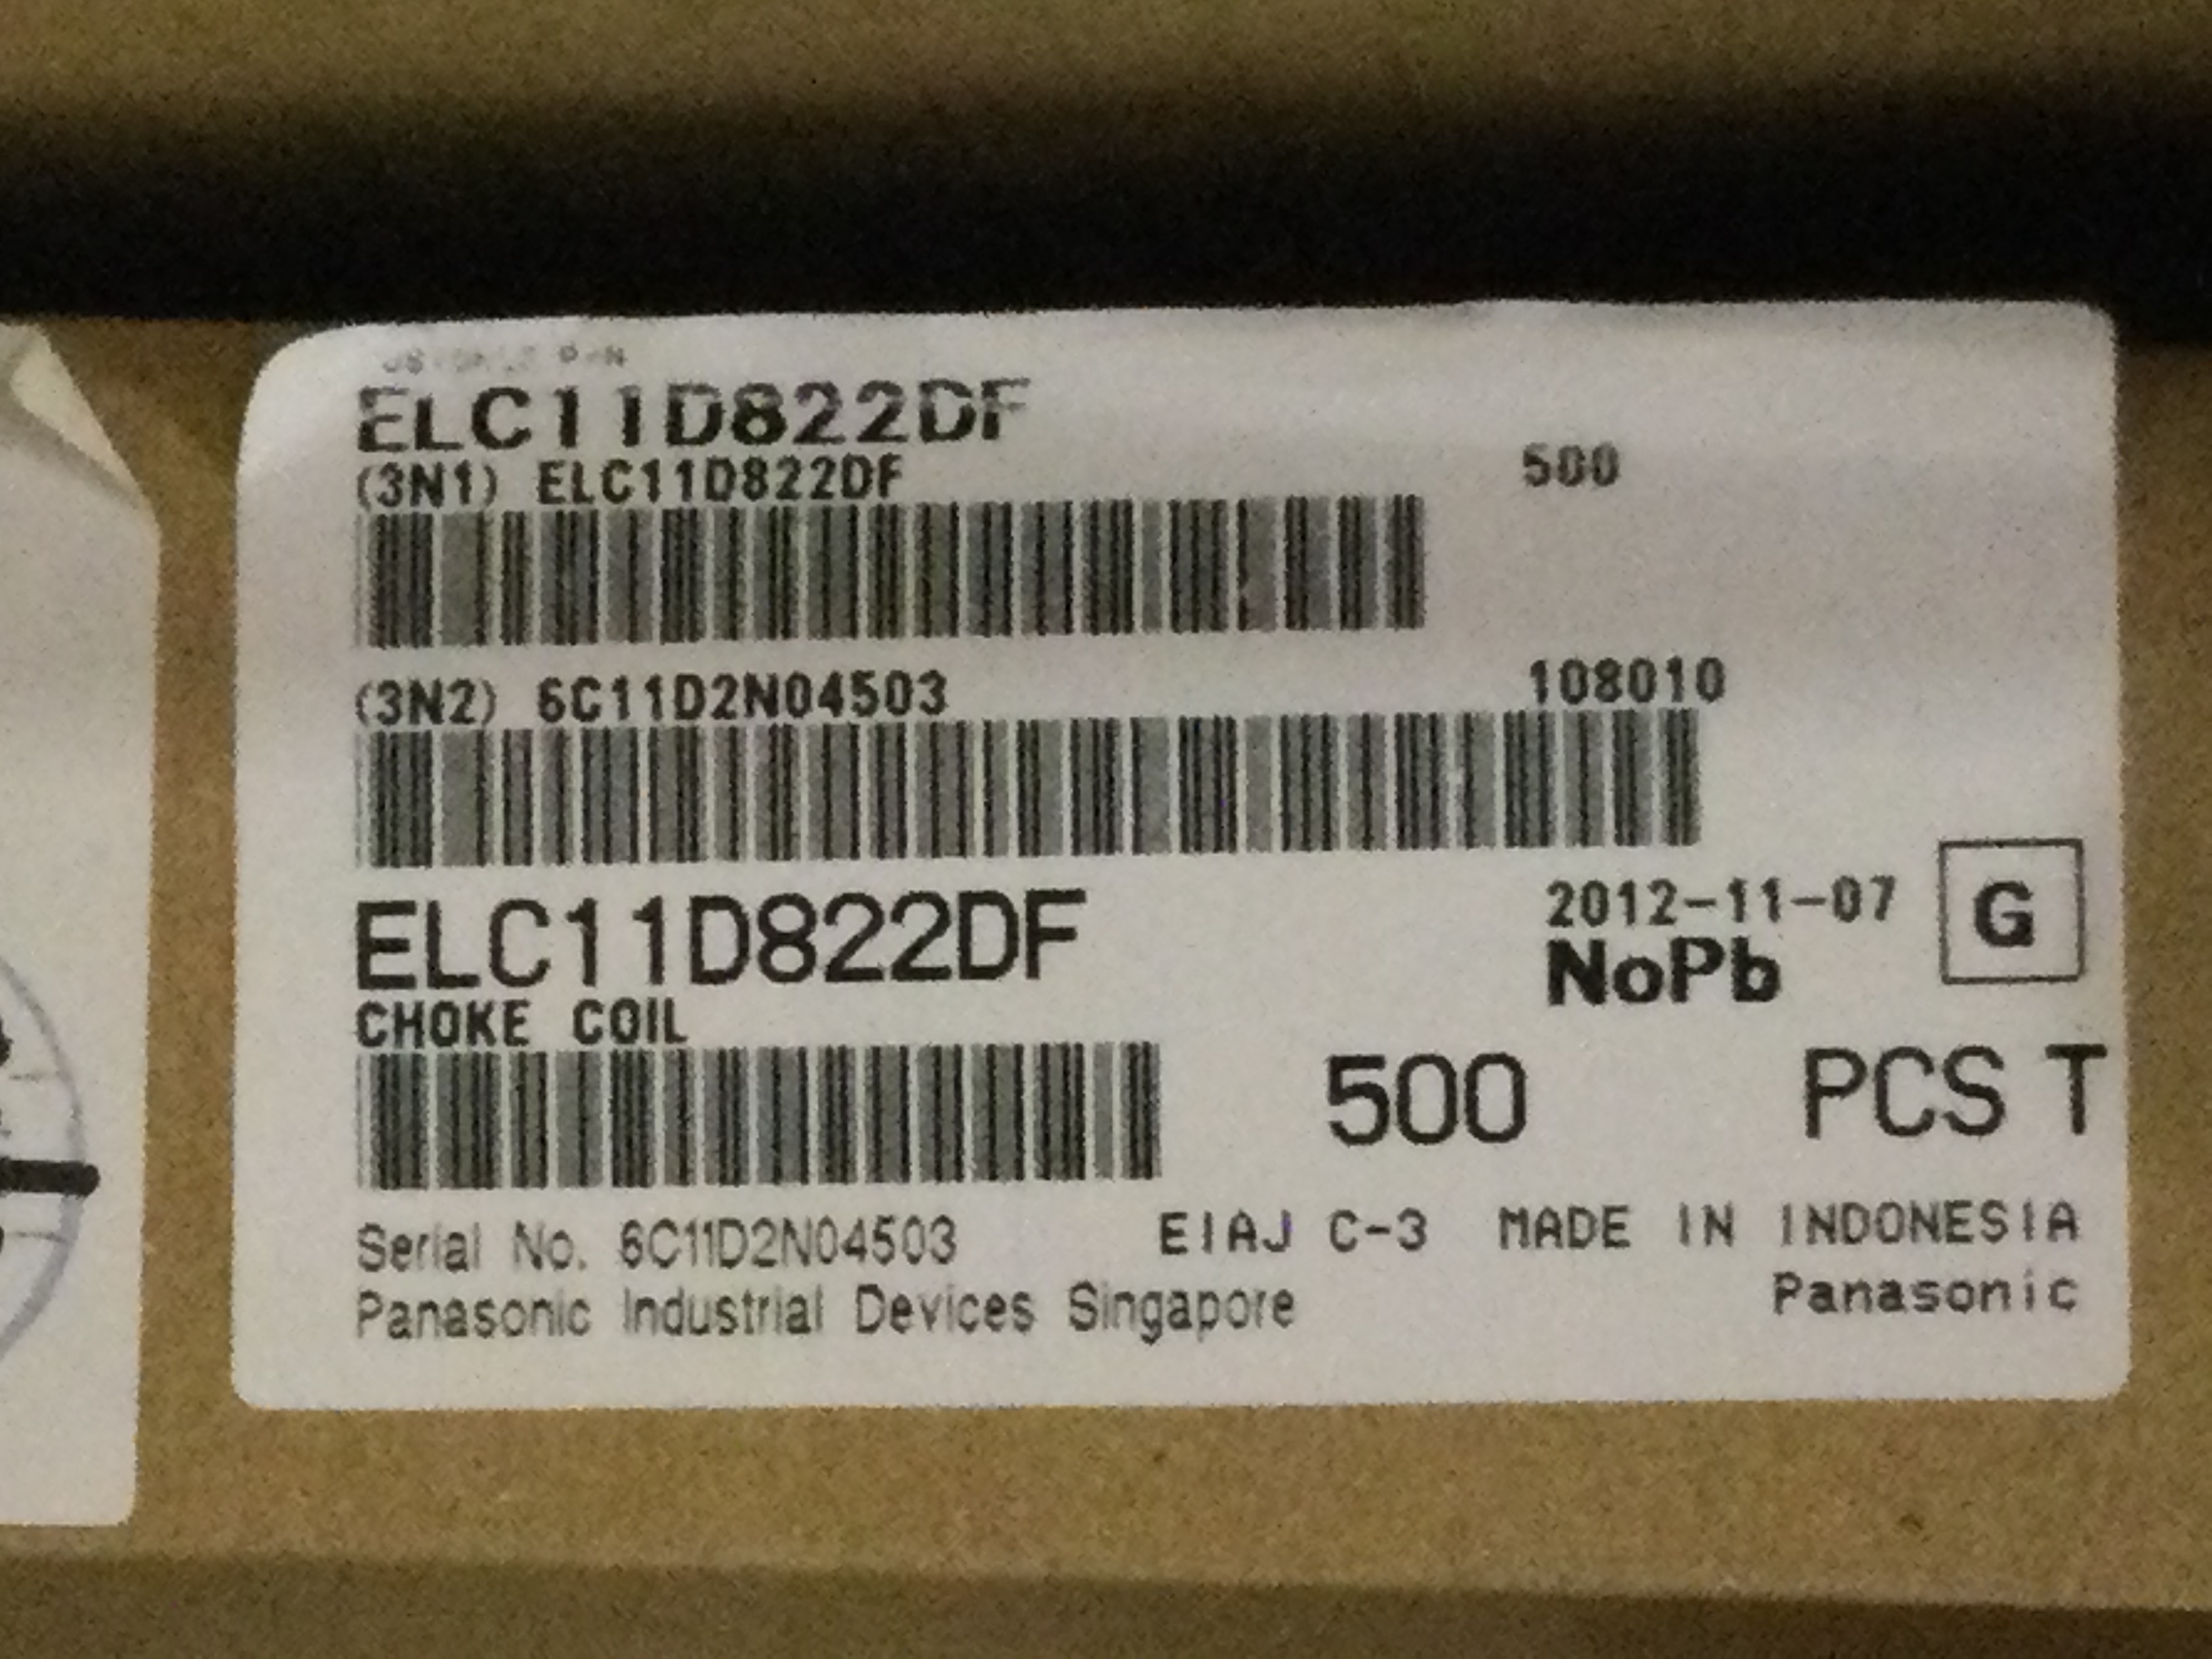 ELC11D822DF
(3N1) ELC11D822DF 500
(3N2) 6C11D2N04503 108010
ELC11D822DF 2012-11-07 G
NoPb
CHOKE COIL
500 PCS T
Serial No. 6C11D2N04503 EIAJ C-3 MADE IN INDONESIA
Panasonic Industrial Devices Singapore Panasonic